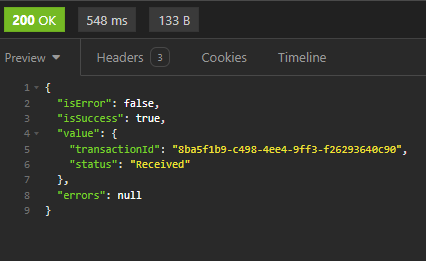 200 OK 548 ms 133 B
Preview Headers 3 Cookies Timeline
1 {
2 "isError": false,
3 "isSuccess": true,
4 "value": {
5 "transactionId": "8ba5f1b9-c498-4ee4-9ff3-f26293640c90",
6 "status": "Received"
7 },
8 "errors": null
9 }